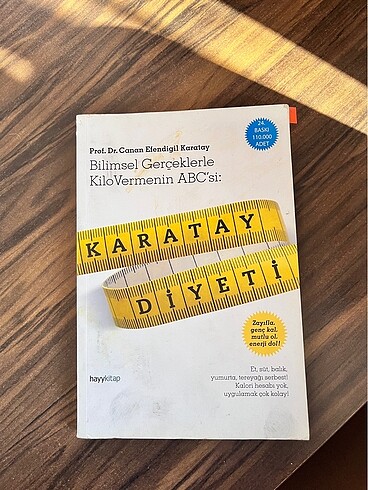 Prof. Dr. Canan Efendigil Karatay
Bilimsel Gerçeklerle
KiloVermenin ABC'si:
24.
BASKI
110.000
ADET
KARATAY
DİYETİ
Zayıfla,
genç kal,
mutlu ol,
enerji dol!
Et, süt, balık,
yumurta, tereyağı serbest!
Kalori hesabı yok,
uygulamak çok kolay!
hayykitap